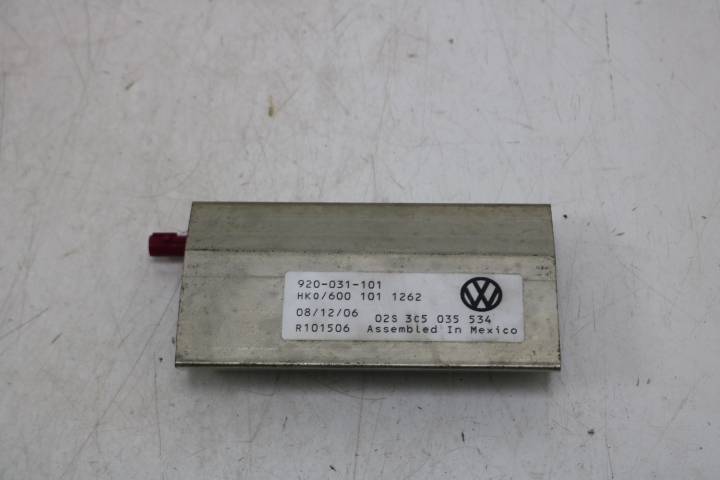 920-031-101
HK0/600 101 1262
08/12/06 02S 3C5 035 534
R101506 Assembled In Mexico